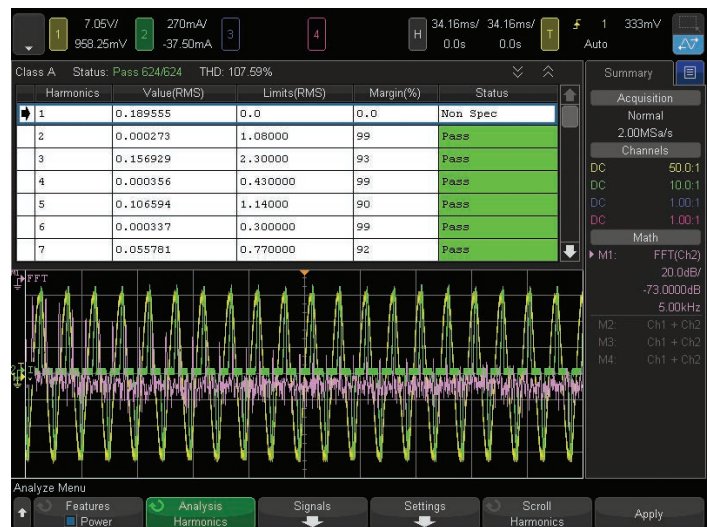 1 7.05V/ 2 270mA/ 3 4 H 34.16ms/ 34.16ms/ T 1 333mV
958.25mV -37.50mA 0.0s 0.0s Auto
Class A Status: Pass 624/624 THD: 107.59%
Harmonics Value(RMS) Limits(RMS) Margin(%) Status
1 0.189555 0.0 0.0 Non Spec
2 0.000273 1.08000 99 Pass
3 0.156929 2.30000 93 Pass
4 0.000356 0.430000 99 Pass
5 0.106594 1.14000 90 Pass
6 0.000337 0.300000 99 Pass
7 0.055781 0.770000 92 Pass
Summary
Acquisition
Normal
2.00MSa/s
Channels
DC 50.0:1
DC 10.0:1
DC 1.00:1
DC 1.00:1
Math
M1: FFT(Ch2)
20.0dB/
-73.0000dB
5.00kHz
M2: Ch1 + Ch2
M3: Ch1 + Ch2
M4: Ch1 + Ch2
M1 FFT
Analyze Menu
Features
Power
Analysis
Harmonics
Signals
Settings
Scroll
Harmonics
Apply